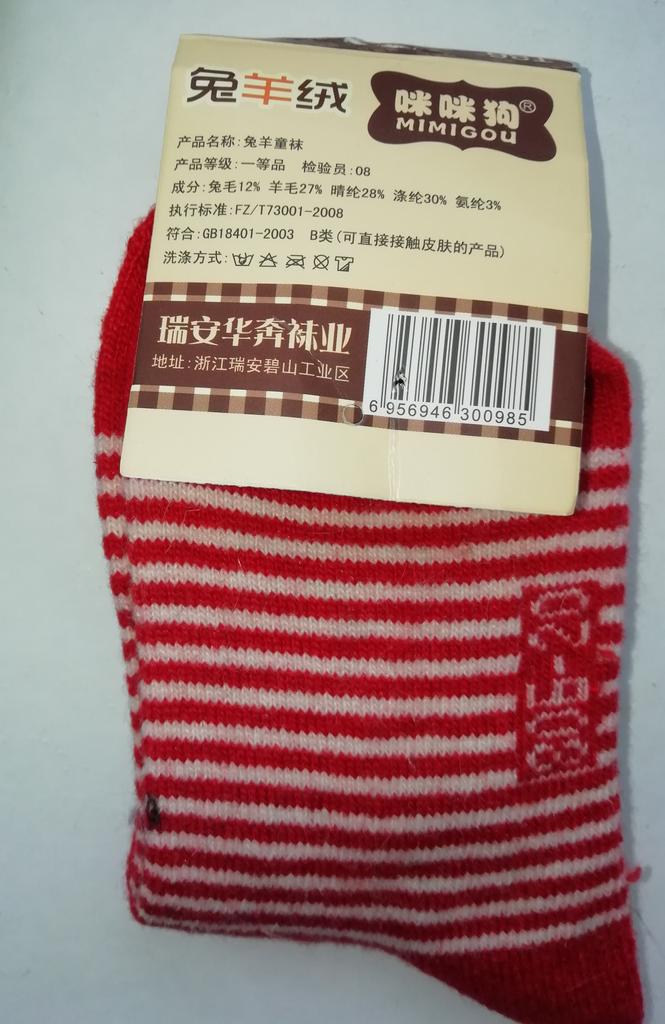 兔羊绒
咪咪狗®
MIMIGOU
产品名称:兔羊童袜
产品等级:一等品 检验员:08
成分:兔毛12% 羊毛27% 晴纶28% 涤纶30% 氨纶3%
执行标准:FZ/T73001-2008
符合:GB18401-2003 B类(可直接接触皮肤的产品)
洗涤方式:
瑞安华奔袜业
地址:浙江瑞安碧山工业区
6 956946 300985